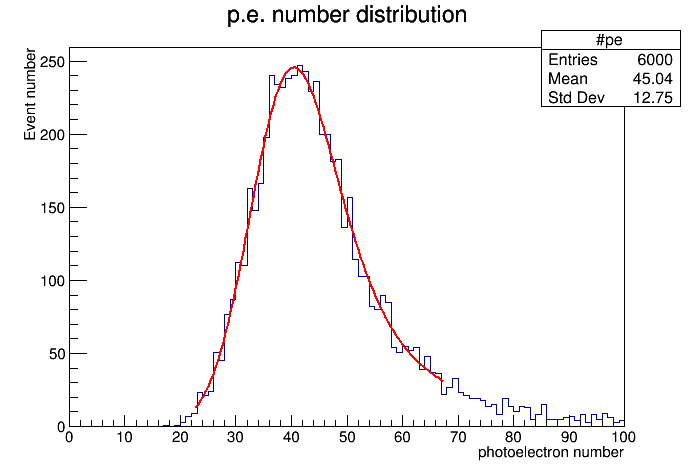 p.e. number distribution
#pe
Entries 6000
Mean 45.04
Std Dev 12.75
Event number
250
200
150
100
50
0
0 10 20 30 40 50 60 70 80 90 100
photoelectron number